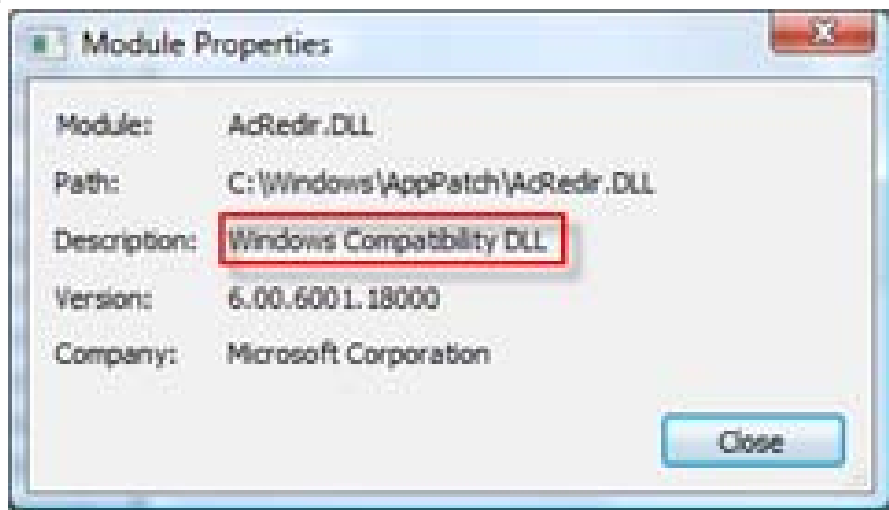 Module Properties
Module: AcRedir.DLL
Path: C:\Windows\AppPatch\AcRedir.DLL
Description: Windows Compatibility DLL
Version: 6.00.6001.18000
Company: Microsoft Corporation
Close